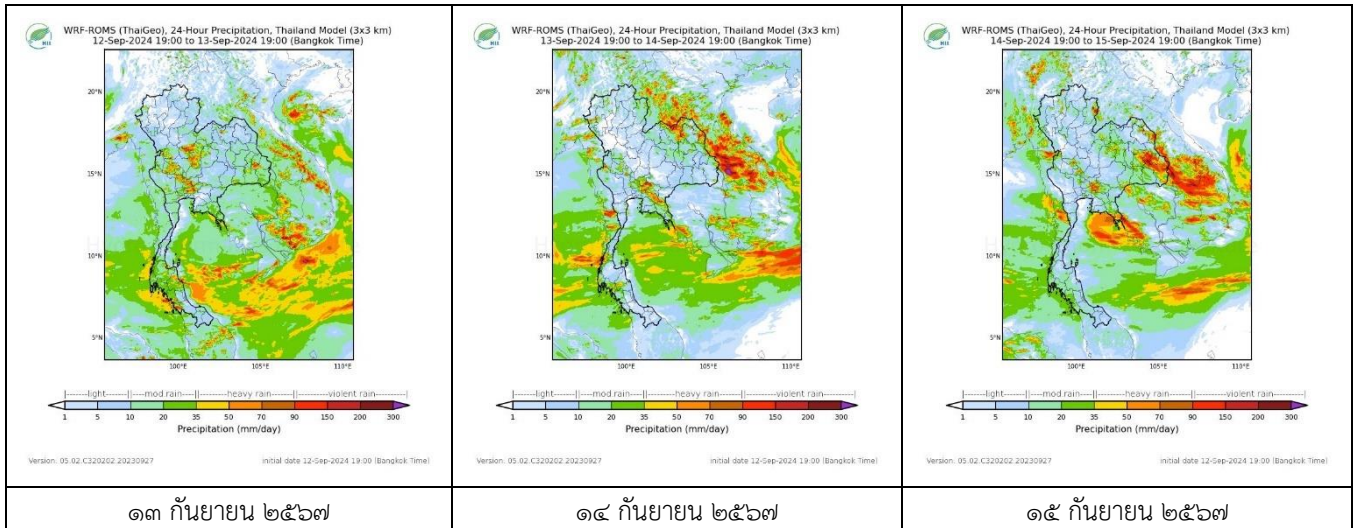 WRF-ROMS (ThaiGeo), 24-Hour Precipitation, Thailand Model (3x3 km)
12-Sep-2024 19:00 to 13-Sep-2024 19:00 (Bangkok Time)
20°N
15°N
10°N
5°N
100°E
105°E
110°E
light
mod rain
heavy rain
violent rain
1 5 10 20 35 50 70 90 150 200 300
Precipitation (mm/day)
Version: 05.02.C320202.20230927
initial date 12-Sep-2024 19:00 (Bangkok Time)
๑๓ กันยายน ๒๕๖๗
WRF-ROMS (ThaiGeo), 24-Hour Precipitation, Thailand Model (3x3 km)
13-Sep-2024 19:00 to 14-Sep-2024 19:00 (Bangkok Time)
20°N
15°N
10°N
5°N
100°E
105°E
110°E
light
mod rain
heavy rain
violent rain
1 5 10 20 35 50 70 90 150 200 300
Precipitation (mm/day)
Version: 05.02.C320202.20230927
initial date 12-Sep-2024 19:00 (Bangkok Time)
๑๔ กันยายน ๒๕๖๗
WRF-ROMS (ThaiGeo), 24-Hour Precipitation, Thailand Model (3x3 km)
14-Sep-2024 19:00 to 15-Sep-2024 19:00 (Bangkok Time)
20°N
15°N
10°N
5°N
100°E
105°E
110°E
light
mod rain
heavy rain
violent rain
1 5 10 20 35 50 70 90 150 200 300
Precipitation (mm/day)
Version: 05.02.C320202.20230927
initial date 12-Sep-2024 19:00 (Bangkok Time)
๑๕ กันยายน ๒๕๖๗